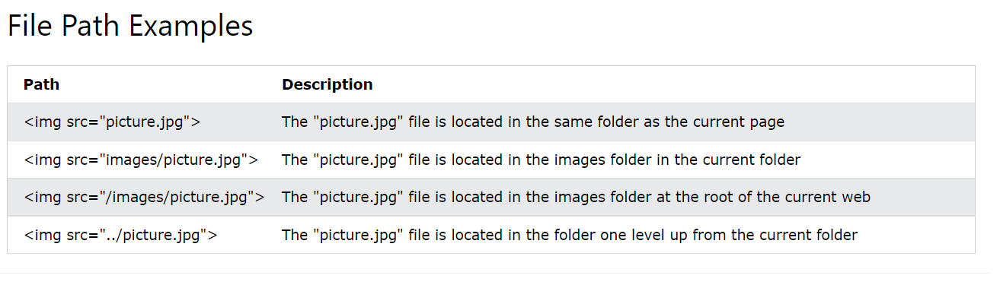 File Path Examples
Path Description
<img src="picture.jpg"> The "picture.jpg" file is located in the same folder as the current page
<img src="images/picture.jpg"> The "picture.jpg" file is located in the images folder in the current folder
<img src="/images/picture.jpg"> The "picture.jpg" file is located in the images folder at the root of the current web
<img src="../picture.jpg"> The "picture.jpg" file is located in the folder one level up from the current folder